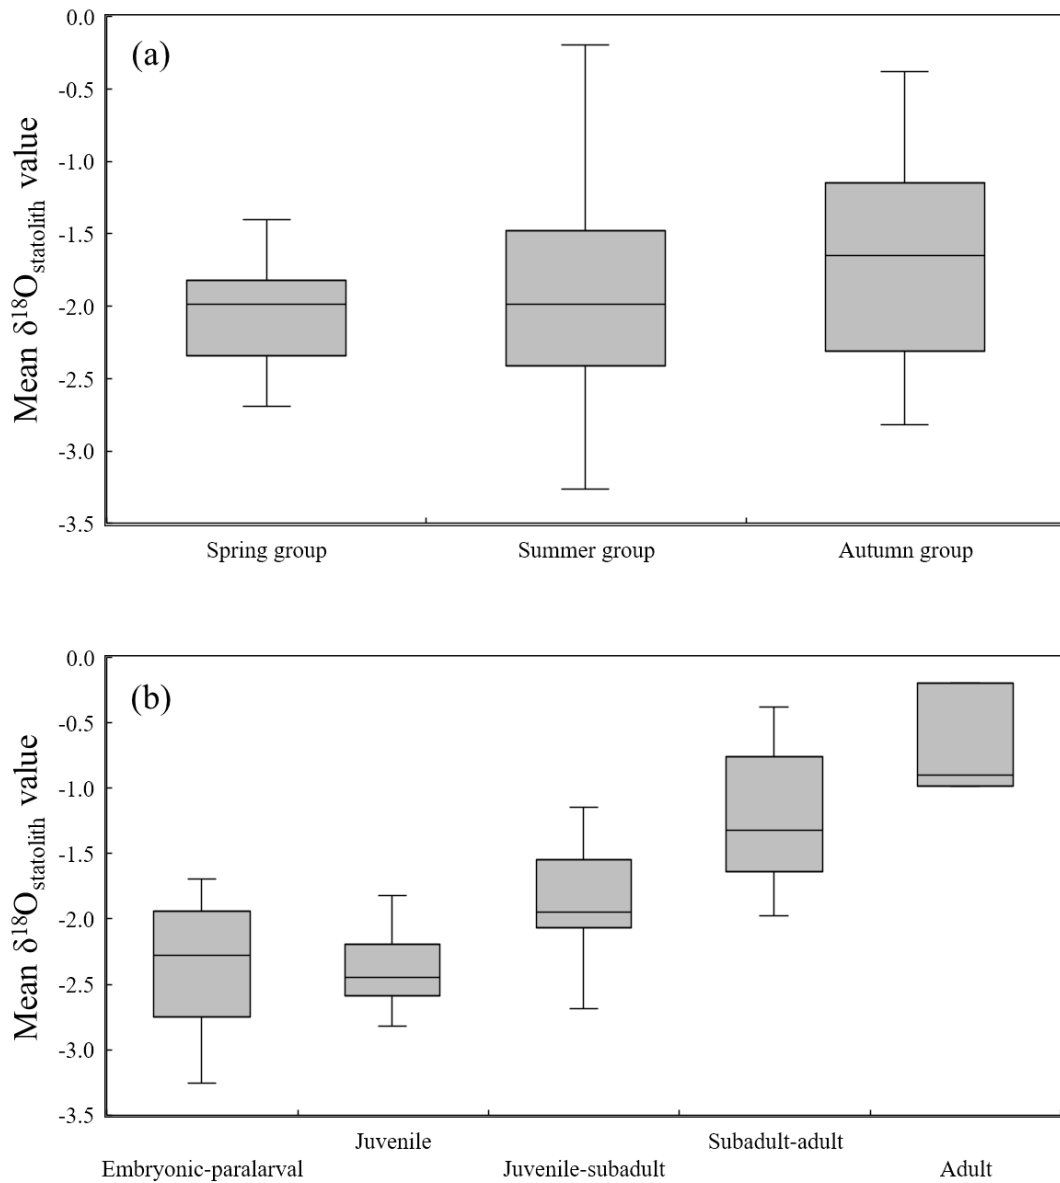 (a)
Mean δ¹⁸O_statolith value
0.0
-0.5
-1.0
-1.5
-2.0
-2.5
-3.0
-3.5
Spring group Summer group Autumn group
(b)
Mean δ¹⁸O_statolith value
0.0
-0.5
-1.0
-1.5
-2.0
-2.5
-3.0
-3.5
Juvenile Subadult-adult
Embryonic-paralarval Juvenile-subadult Adult